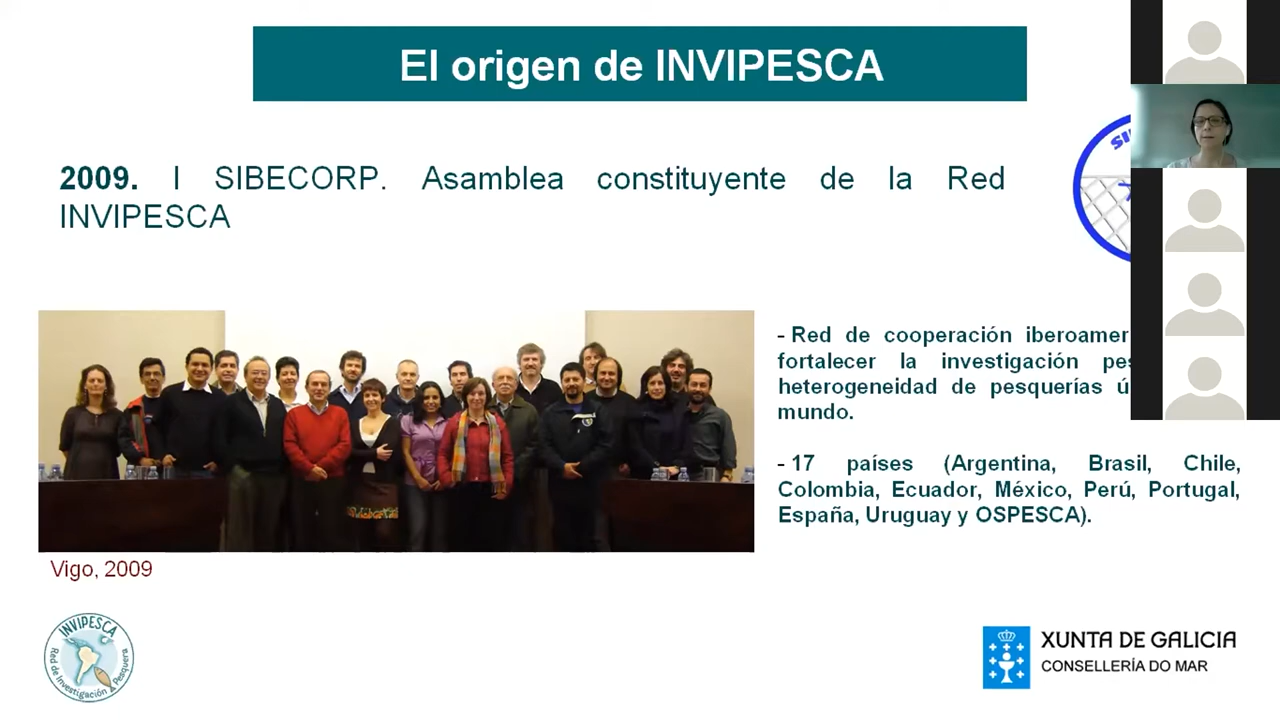 El origen de INVIPESCA
2009. I SIBECORP. Asamblea constituyente de la Red
INVIPESCA
- Red de cooperación
fortalecer la investigación
heterogeneidad de pesquerías
mundo.
- 17 países (Argentina, Brasil, Chile,
Colombia, Ecuador, México, Perú, Portugal,
España, Uruguay y OSPESCA).
Vigo, 2009
INVIPESCA
Red de Investigación Pesquera
XUNTA DE GALICIA
CONSELLERÍA DO MAR